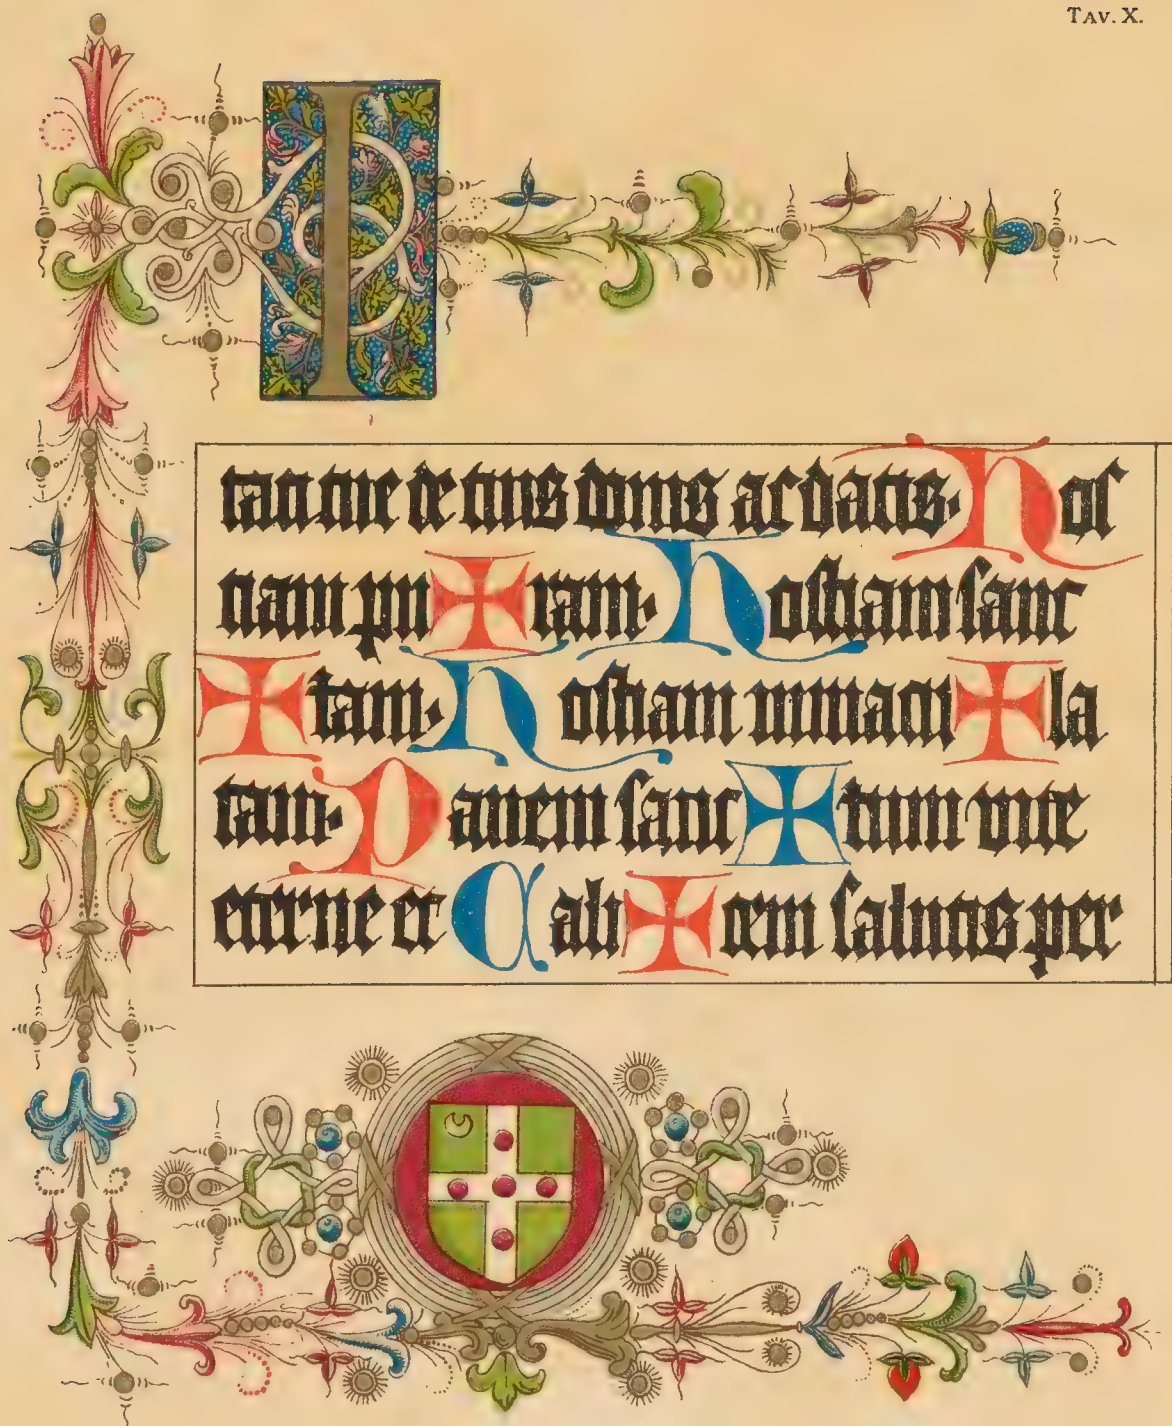 TAV. X.
I
tati tue de tuis donis ac datis. Hos
tiam pu✠ram. Hostiam sanc
✠tam. Hostiam immacu✠la
tam. Panem sanc✠tum vite
eterne et Cali✠cem salutis per